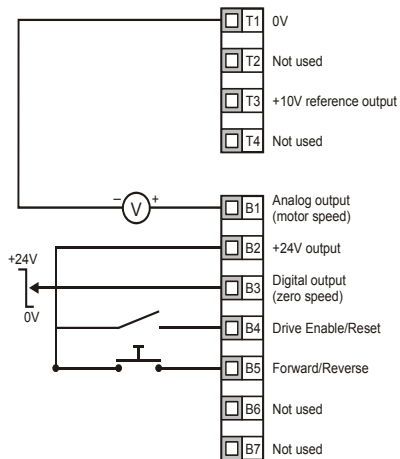 T1 0V
T2 Not used
T3 +10V reference output
T4 Not used
− V +
B1 Analog output
(motor speed)
B2 +24V output
+24V
B3 Digital output
(zero speed)
0V
B4 Drive Enable/Reset
B5 Forward/Reverse
B6 Not used
B7 Not used